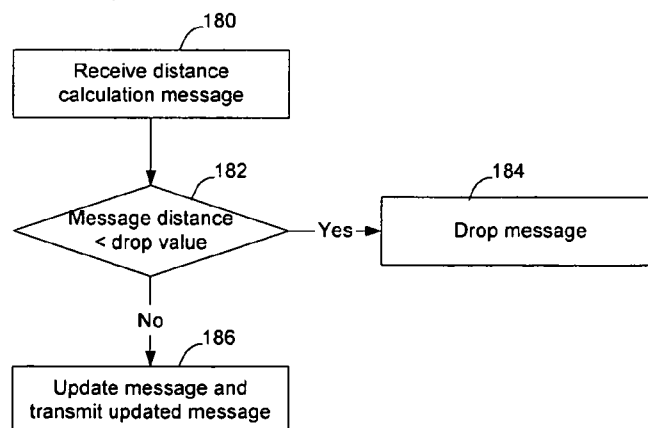 180
Receive distance
calculation message
182
Message distance
< drop value
Yes
184
Drop message
No
186
Update message and
transmit updated message